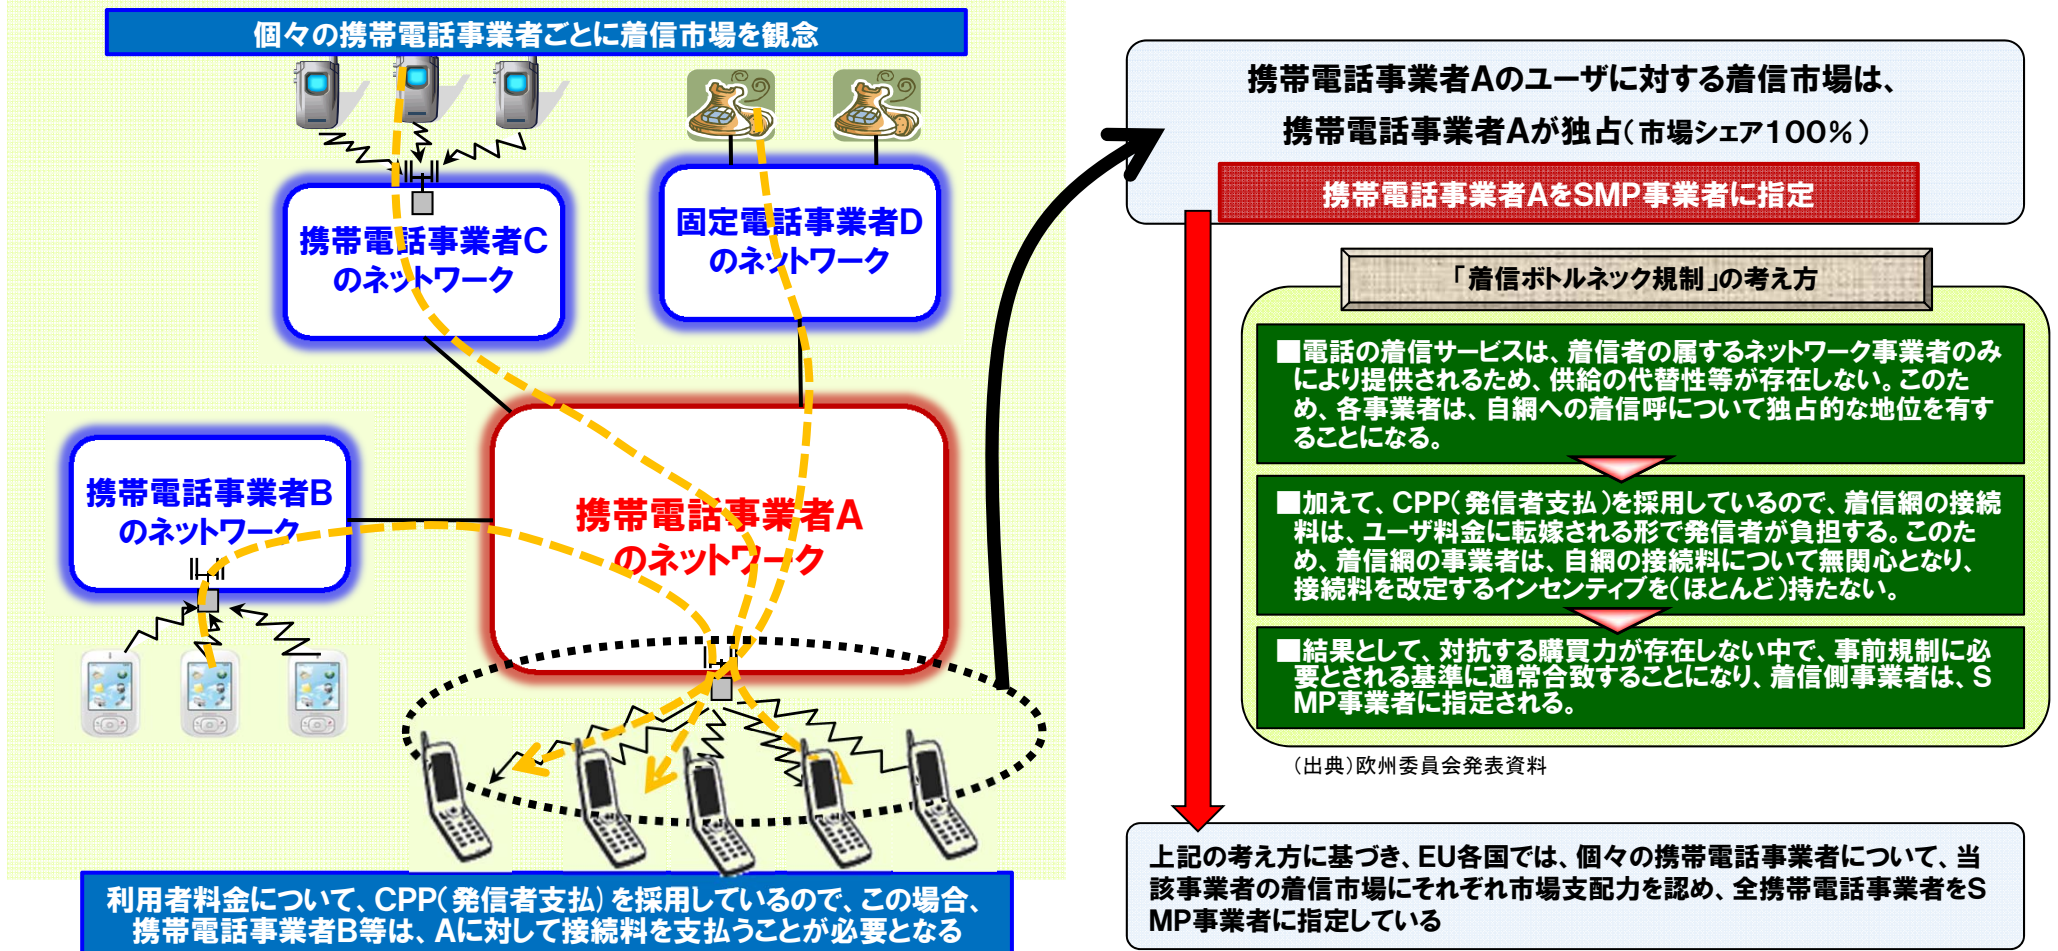 個々の携帯電話事業者ごとに着信市場を観念
携帯電話事業者C
のネットワーク
固定電話事業者D
のネットワーク
携帯電話事業者B
のネットワーク
携帯電話事業者A
のネットワーク
利用者料金について、CPP(発信者支払)を採用しているので、この場合、
携帯電話事業者B等は、Aに対して接続料を支払うことが必要となる
携帯電話事業者Aのユーザに対する着信市場は、
携帯電話事業者Aが独占(市場シェア100%)
携帯電話事業者AをSMP事業者に指定
「着信ボトルネック規制」の考え方
■電話の着信サービスは、着信者の属するネットワーク事業者のみ
により提供されるため、供給の代替性等が存在しない。このた
め、各事業者は、自網への着信呼について独占的な地位を有す
ることになる。
■加えて、CPP(発信者支払)を採用しているので、着信網の接続
料は、ユーザ料金に転嫁される形で発信者が負担する。このた
め、着信網の事業者は、自網の接続料について無関心となり、
接続料を改定するインセンティブを(ほとんど)持たない。
■結果として、対抗する購買力が存在しない中で、事前規制に必
要とされる基準に通常合致することになり、着信側事業者は、S
MP事業者に指定される。
(出典)欧州委員会発表資料
上記の考え方に基づき、EU各国では、個々の携帯電話事業者について、当
該事業者の着信市場にそれぞれ市場支配力を認め、全携帯電話事業者をS
MP事業者に指定している